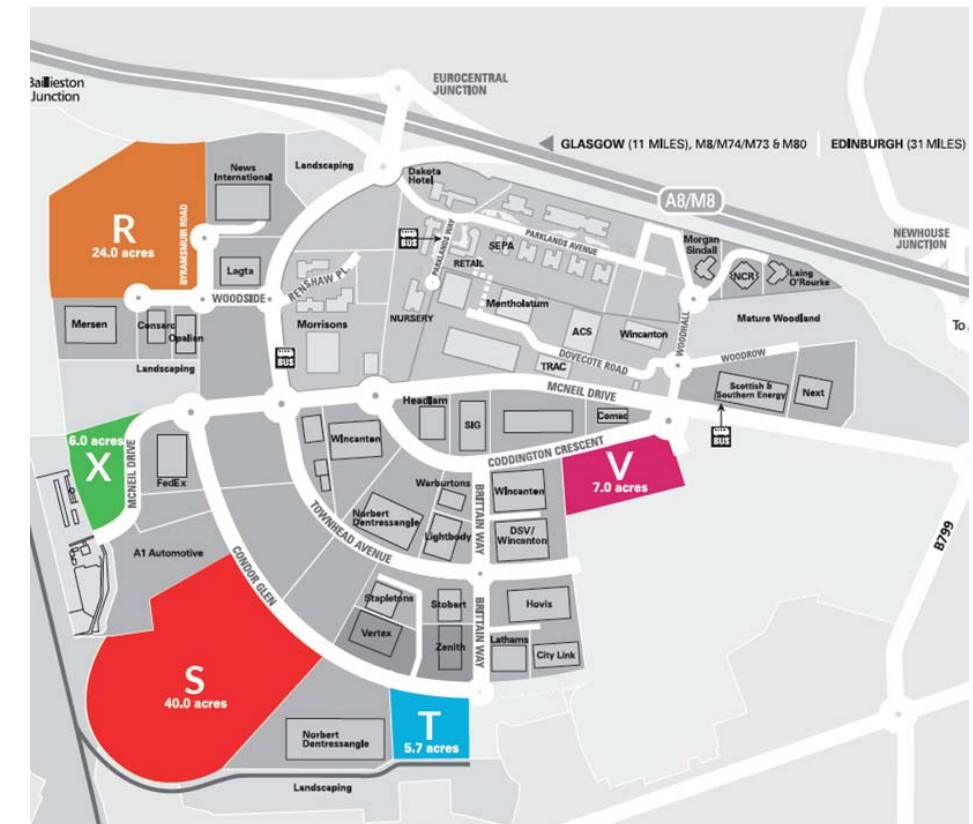 Baillieston
Junction
EUROCENTRAL
JUNCTION
GLASGOW (11 MILES), M8/M74/M73 & M80
EDINBURGH (31 MILES)
A8/M8
NEWHOUSE
JUNCTION
To
News
International
Landscaping
Dakota
Hotel
R
24.0 acres
BYRAMSMUIR ROAD
BUS
PARKLANDS WAY
PARKLANDS AVENUE
SEPA
RETAIL
Morgan
Sindall
NCR
Laing
O'Rourke
Lagta
WOODSIDE
RENSHAW PL.
Mersen
Consarc
Opalion
Morrisons
NURSERY
Mentholatum
ACS
Wincanton
WOODHALL
Mature Woodland
Landscaping
BUS
TRAC
DOVECOTE ROAD
WOODROW
MCNEIL DRIVE
Scottish &
Southern Energy
Next
BUS
Headlam
SIG
Comac
CODDINGTON CRESCENT
6.0 acres
X
MCNEIL DRIVE
FedEx
Wincanton
V
7.0 acres
Warburtons
Norbert
Dentressangle
Lightbody
BRITTAIN WAY
Wincanton
DSV/
Wincanton
TOWNHEAD AVENUE
A1 Automotive
CONDOR GLEN
B799
Stapletons
Stobart
Hovis
Vertex
Zenith
BRITTAIN WAY
Lathams
City Link
S
40.0 acres
Norbert
Dentressangle
T
5.7 acres
Landscaping